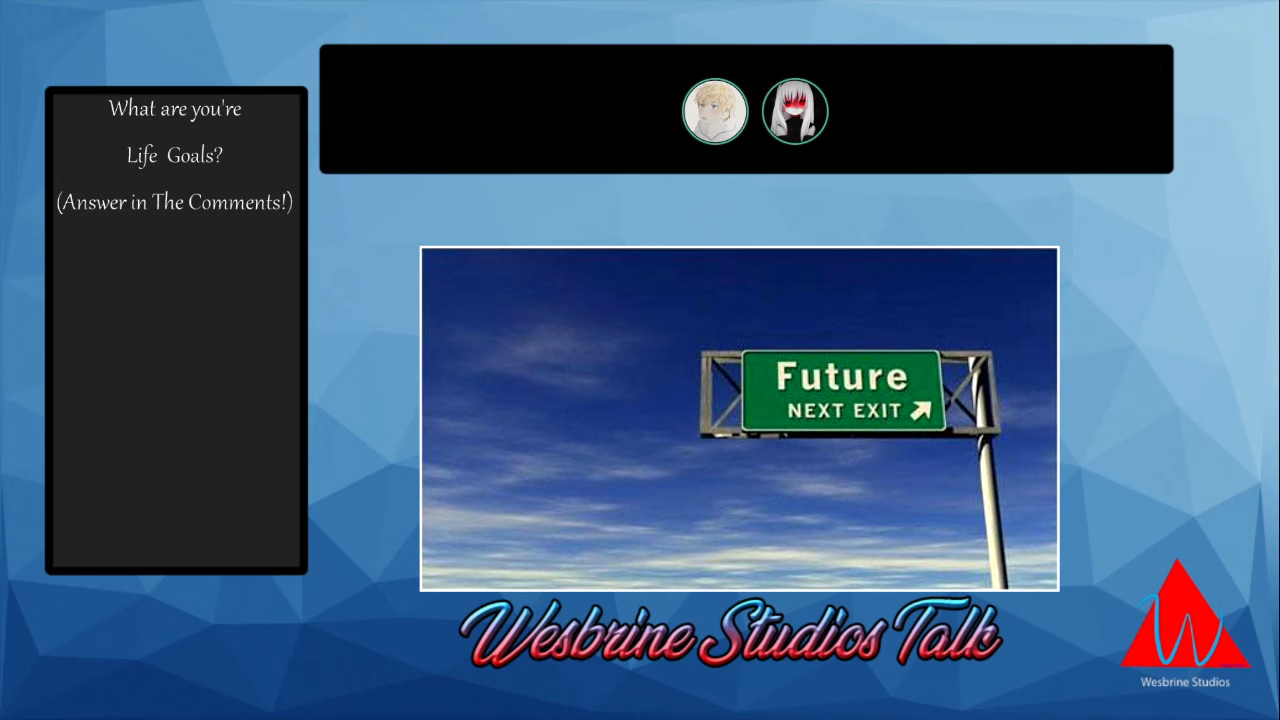 What are you're
Life Goals?
(Answer in The Comments!)
Future
NEXT EXIT
Wesbrine Studios Talk
W
Wesbrine Studios